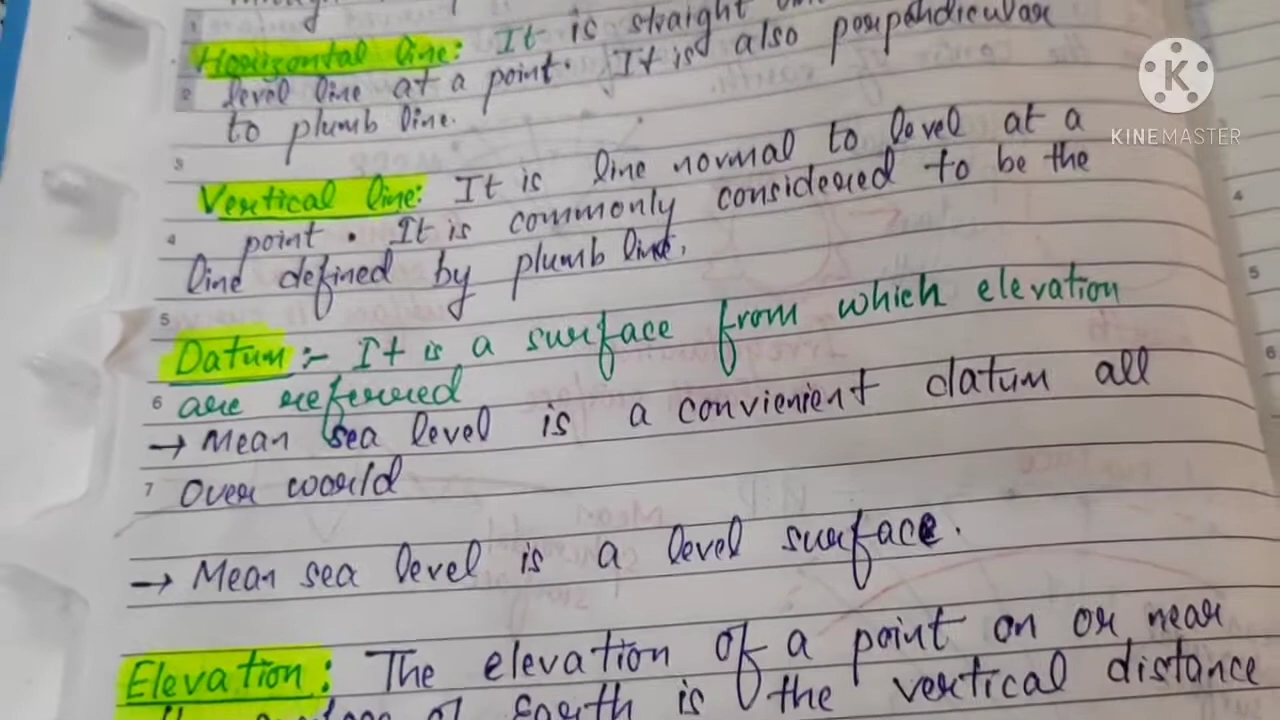 Horizontal line: It is straight
level line at a point. It is also perpendicular
to plumb line.
Vertical line: It is line normal to level at a
point. It is commonly considered to be the
line defined by plumb line.
Datum :- It is a surface from which elevation
are referred
→ Mean sea level is a convienient datum all
over world
→ Mean sea level is a level surface.
Elevation: The elevation of a point on or near
of Earth is the vertical distance
KINEMASTER